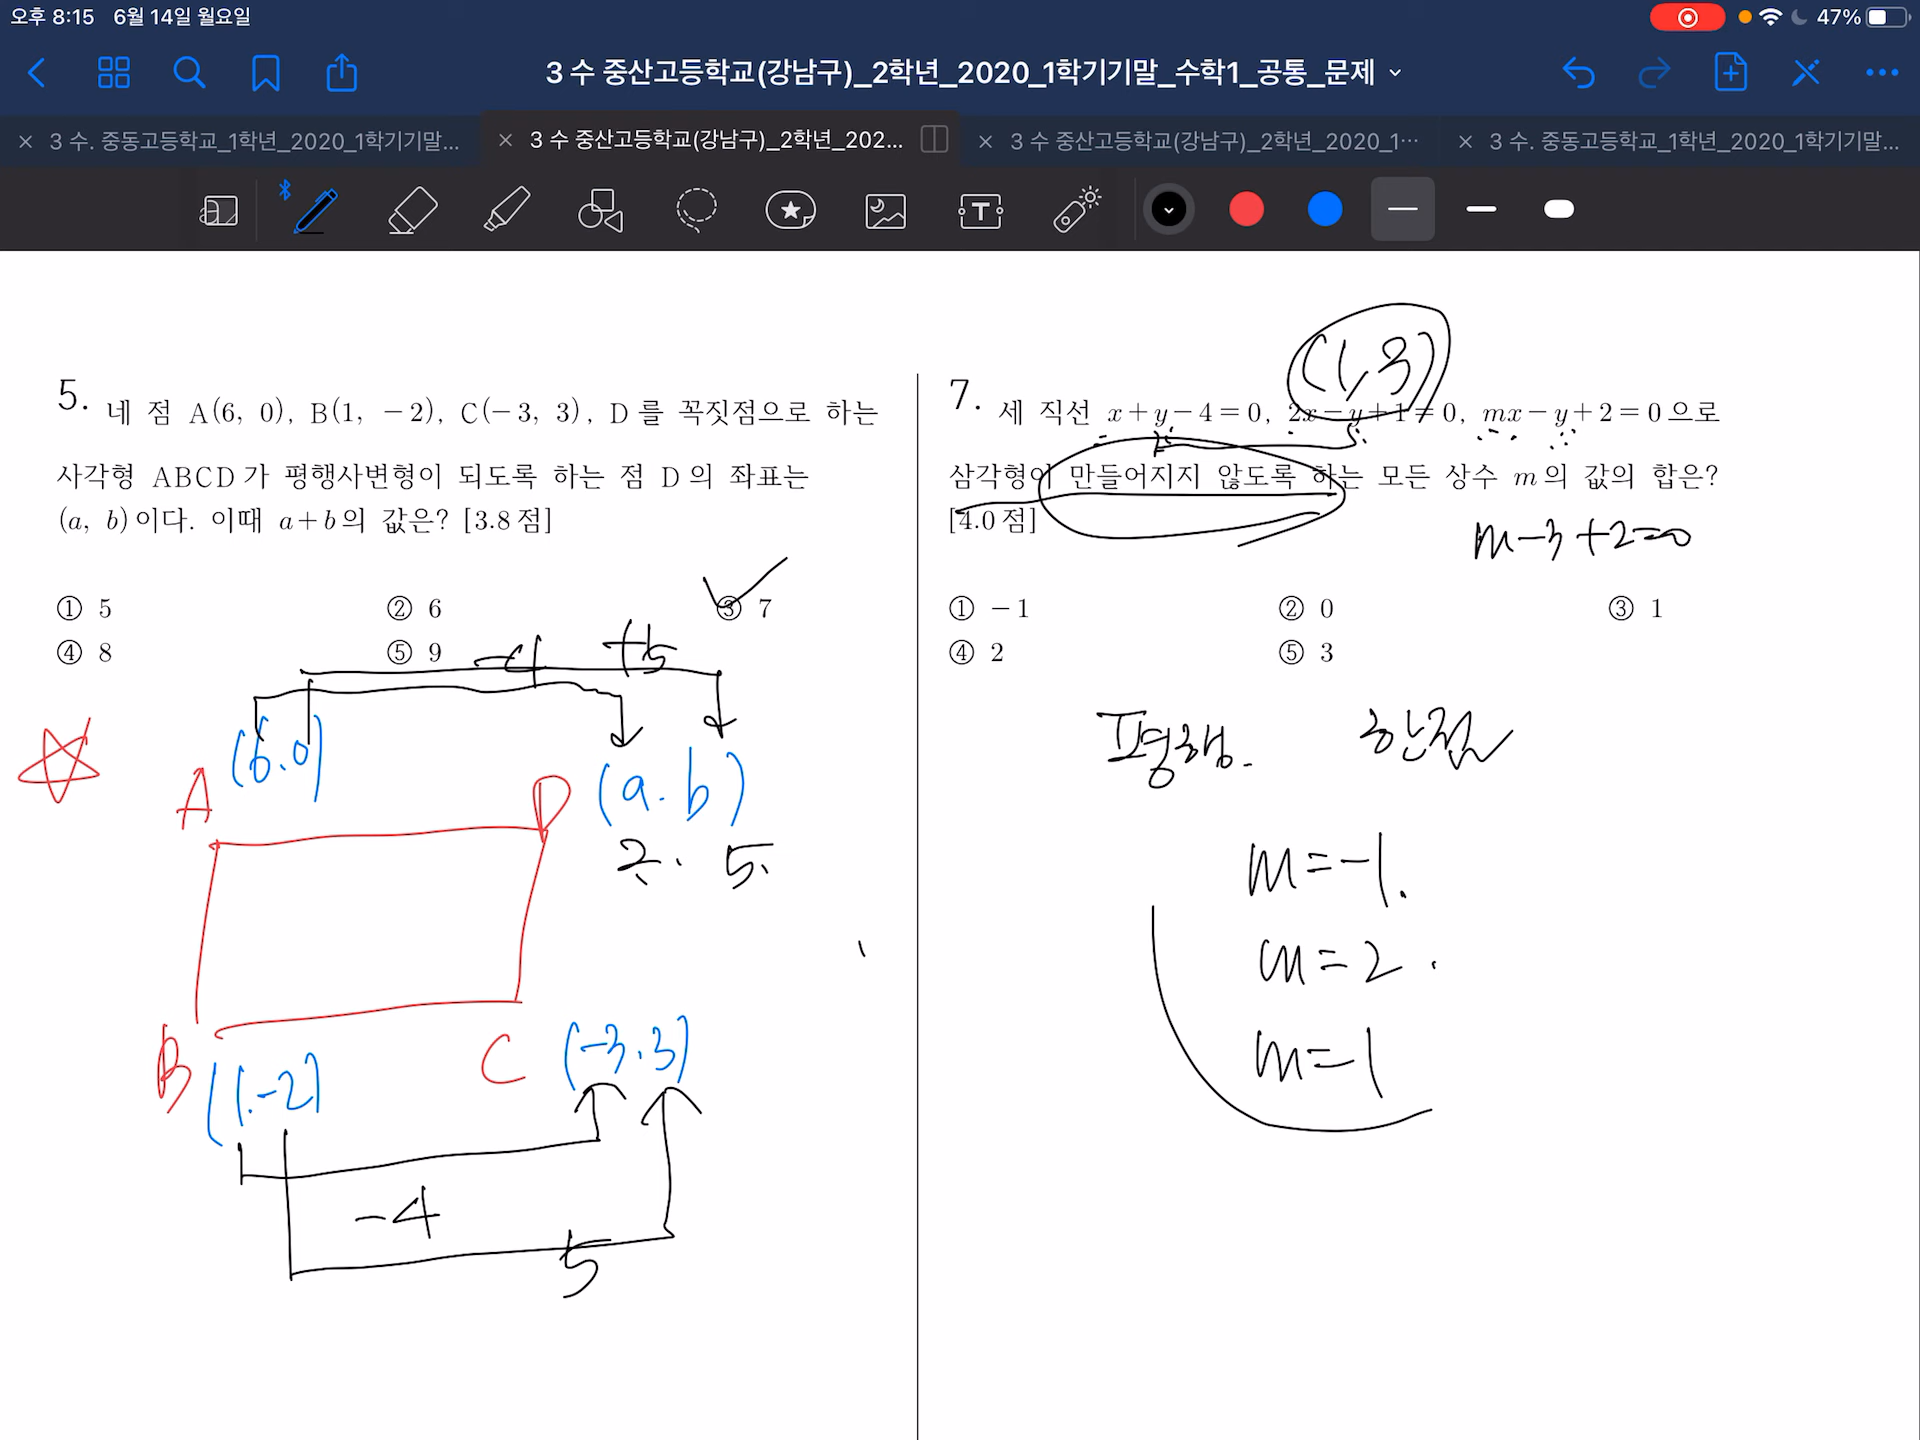 오후 8:15 6월 14일 월요일
47%
3 수 중산고등학교(강남구)_2학년_2020_1학기기말_수학1_공통_문제
3 수. 중동고등학교_1학년_2020_1학기기말...
3 수 중산고등학교(강남구)_2학년_202...
3 수 중산고등학교(강남구)_2학년_2020_1...
3 수. 중동고등학교_1학년_2020_1학기기말...
5. 네 점 A(6, 0), B(1, −2), C(−3, 3), D를 꼭짓점으로 하는
사각형 ABCD가 평행사변형이 되도록 하는 점 D의 좌표는
(a, b)이다. 이때 a+b의 값은? [3.8점]
① 5 ② 6 ③ 7
④ 8 ⑤ 9
-4 +5
(6.0)
A D (a.b)
2. 5.
B (1.-2) C (-3.3)
-4
5
(1,3)
7. 세 직선 x+y−4=0, 2x−y+1=0, mx−y+2=0으로
삼각형이 만들어지지 않도록 하는 모든 상수 m의 값의 합은?
[4.0점]
m-3+2=0
① −1 ② 0 ③ 1
④ 2 ⑤ 3
평행. 한점
m=-1.
m=2.
m=1